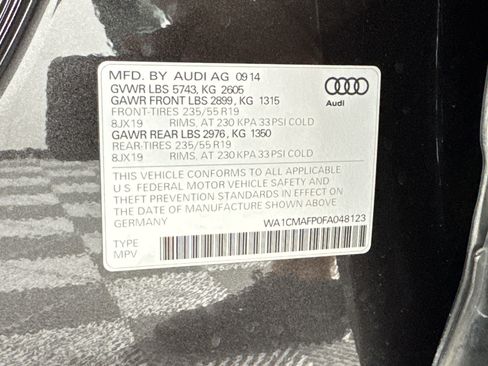 MFD. BY AUDI AG 09 14
GVWR LBS 5743, KG 2605
GAWR FRONT LBS 2899, KG 1315
FRONT-TIRES 235/55 R19
8JX19 RIMS, AT 230 KPA 33 PSI COLD
GAWR REAR LBS 2976, KG 1350
REAR-TIRES 235/55 R19
8JX19 RIMS, AT 230 KPA 33 PSI COLD
Audi
THIS VEHICLE CONFORMS TO ALL APPLICABLE
U.S. FEDERAL MOTOR VEHICLE SAFETY AND
THEFT PREVENTION STANDARDS IN EFFECT ON
THE DATE OF MANUFACTURE SHOWN ABOVE.
GERMANY WA1CMAFP0FA048123
TYPE
MPV